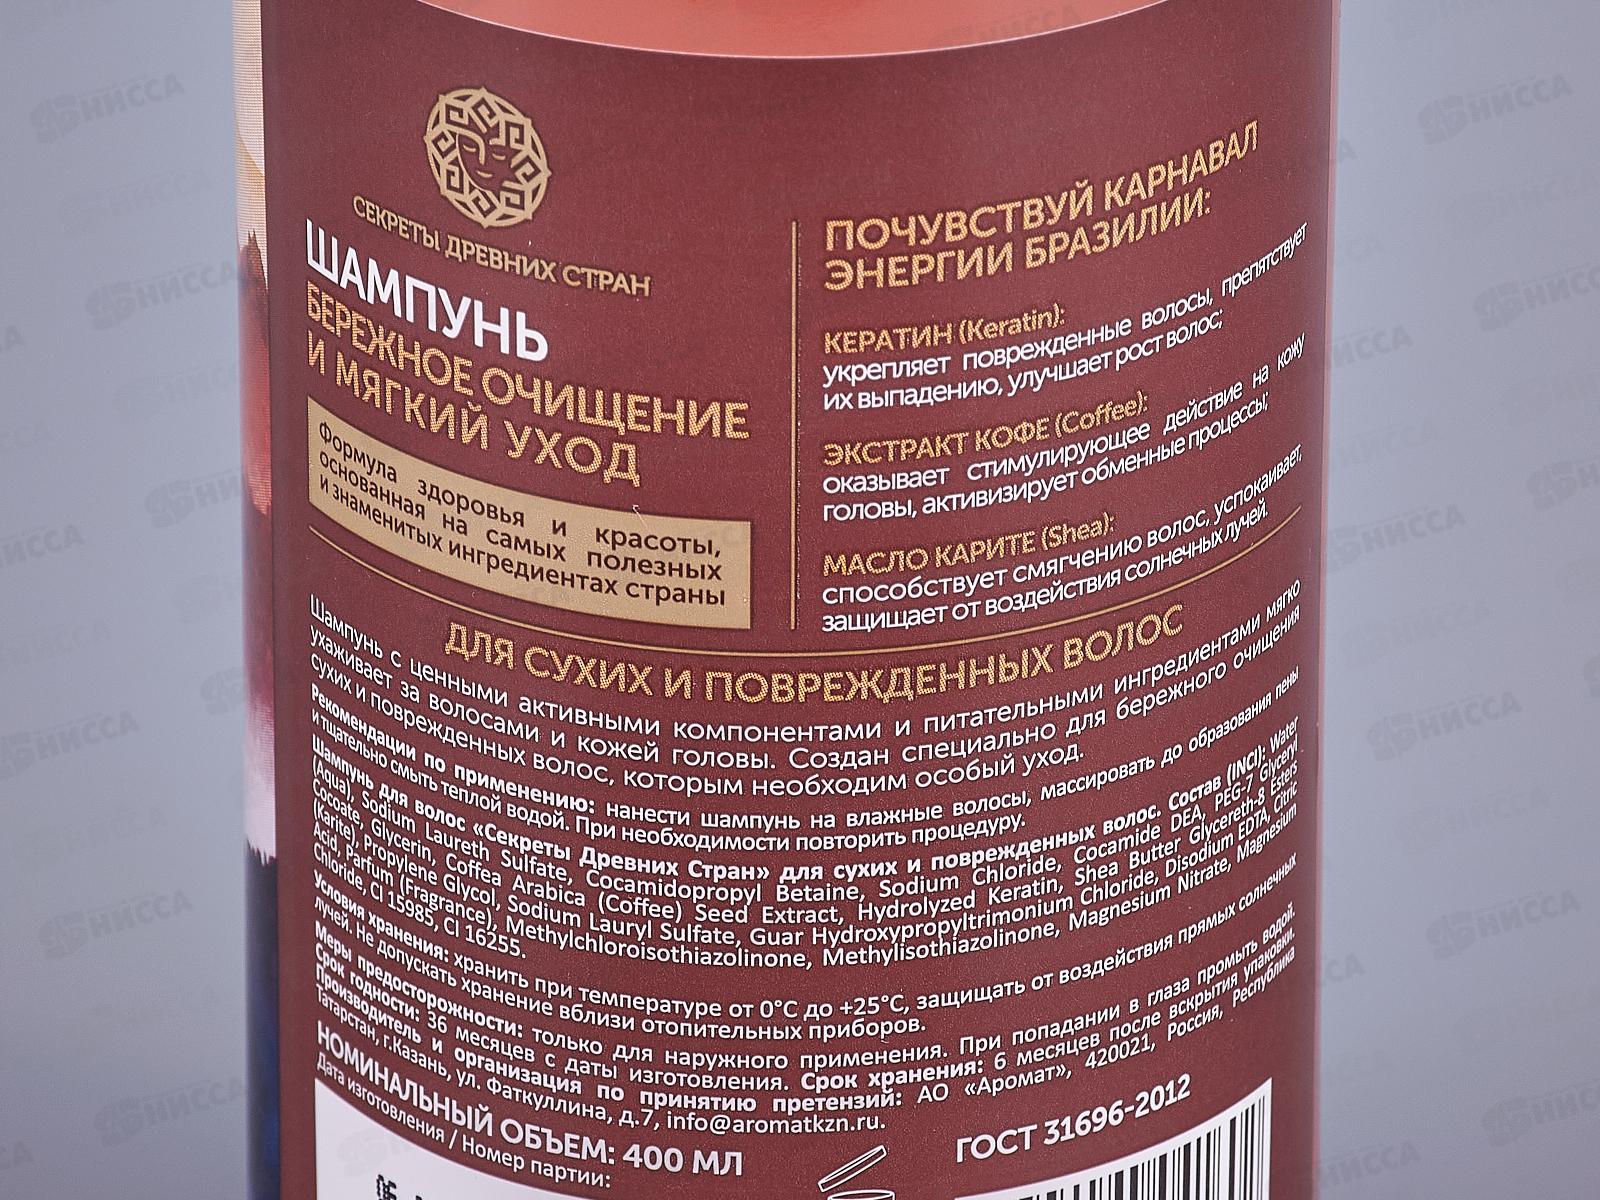 СЕКРЕТЫ ДРЕВНИХ СТРАН
ШАМПУНЬ
БЕРЕЖНОЕ ОЧИЩЕНИЕ
И МЯГКИЙ УХОД
Формула здоровья и красоты,
основанная на самых полезных
и знаменитых ингредиентах страны
ПОЧУВСТВУЙ КАРНАВАЛ
ЭНЕРГИИ БРАЗИЛИИ:
КЕРАТИН (Keratin):
укрепляет поврежденные волосы, препятствует
их выпадению, улучшает рост волос;
ЭКСТРАКТ КОФЕ (Coffee):
оказывает стимулирующее действие на кожу
головы, активизирует обменные процессы;
МАСЛО КАРИТЕ (Shea):
способствует смягчению волос, успокаивает,
защищает от воздействия солнечных лучей.
ДЛЯ СУХИХ И ПОВРЕЖДЕННЫХ ВОЛОС
Шампунь с ценными активными компонентами и питательными ингредиентами мягко
ухаживает за волосами и кожей головы. Создан специально для бережного очищения
сухих и поврежденных волос, которым необходим особый уход.
Рекомендации по применению: нанести шампунь на влажные волосы, массировать до образования пены
и тщательно смыть теплой водой. При необходимости повторить процедуру.
Шампунь для волос «Секреты Древних Стран» для сухих и поврежденных волос. Состав (INCI): Water
(Aqua), Sodium Laureth Sulfate, Cocamidopropyl Betaine, Sodium Chloride, Cocamide DEA, PEG-7 Glyceryl
Cocoate, Glycerin, Coffea Arabica (Coffee) Seed Extract, Hydrolyzed Keratin, Shea Butter Glycereth-8 Esters
(Karite), Propylene Glycol, Sodium Lauryl Sulfate, Guar Hydroxypropyltrimonium Chloride, Disodium EDTA, Citric
Acid, Parfum (Fragrance), Methylchloroisothiazolinone, Methylisothiazolinone, Magnesium Nitrate, Magnesium
Chloride, CI 15985, CI 16255.
Условия хранения: хранить при температуре от 0°С до +25°С, защищать от воздействия прямых солнечных
лучей. Не допускать хранение вблизи отопительных приборов.
Меры предосторожности: только для наружного применения. При попадании в глаза промыть водой.
Срок годности: 36 месяцев с даты изготовления. Срок хранения: 6 месяцев после вскрытия упаковки.
Производитель и организация по принятию претензий: АО «Аромат», 420021, Россия, Республика
Татарстан, г.Казань, ул. Фаткуллина, д.7, info@aromatkzn.ru.
НОМИНАЛЬНЫЙ ОБЪЕМ: 400 МЛ
ГОСТ 31696-2012
Дата изготовления / Номер партии:
НИССА